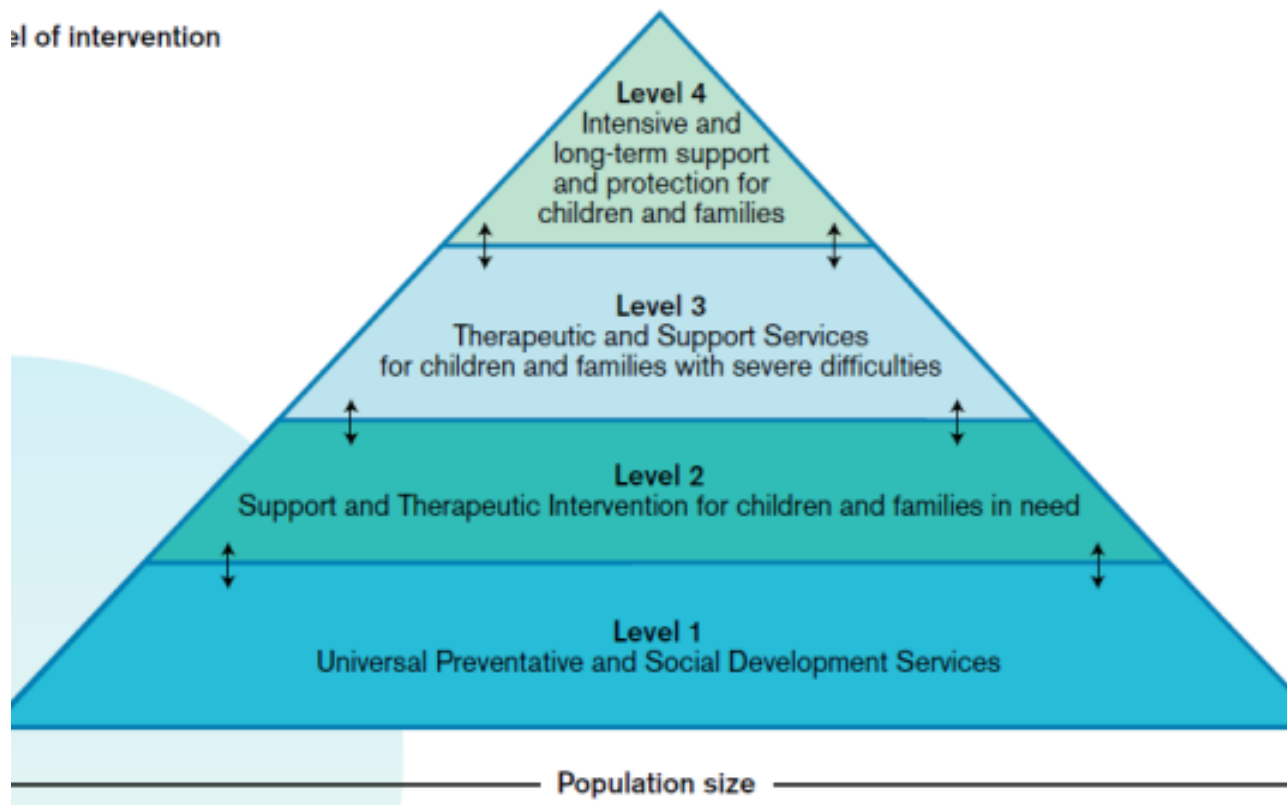 el of intervention
Level 4
Intensive and
long-term support
and protection for
children and families
Level 3
Therapeutic and Support Services
for children and families with severe difficulties
Level 2
Support and Therapeutic Intervention for children and families in need
Level 1
Universal Preventative and Social Development Services
Population size